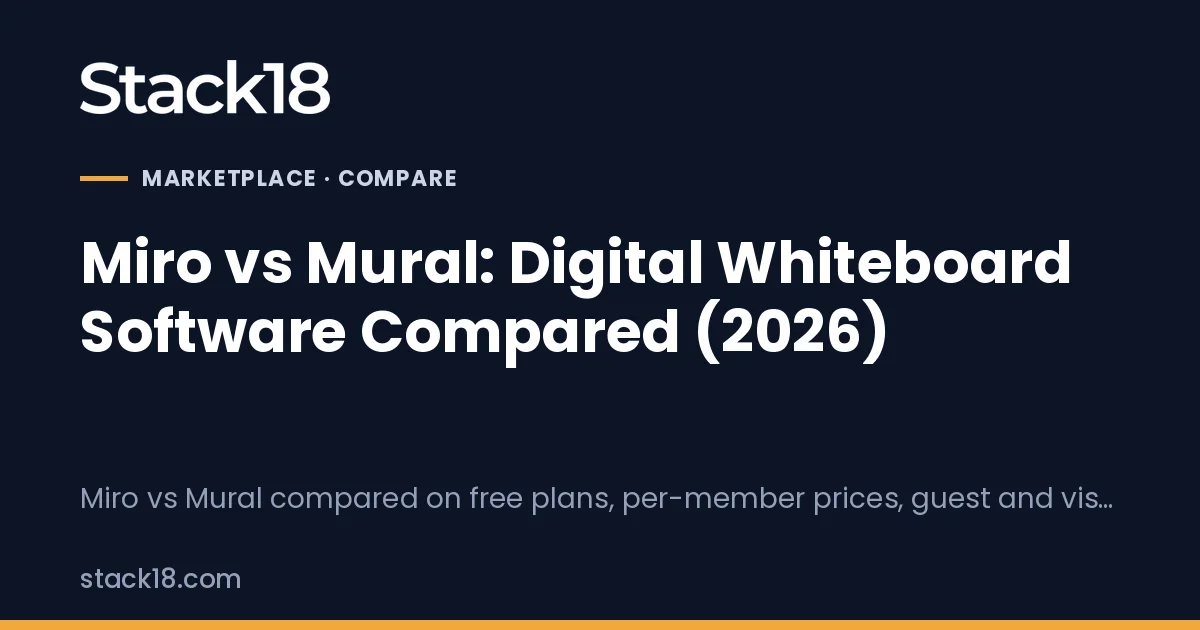 Stack18
MARKETPLACE · COMPARE
Miro vs Mural: Digital Whiteboard
Software Compared (2026)
Miro vs Mural compared on free plans, per-member prices, guest and vis…
stack18.com